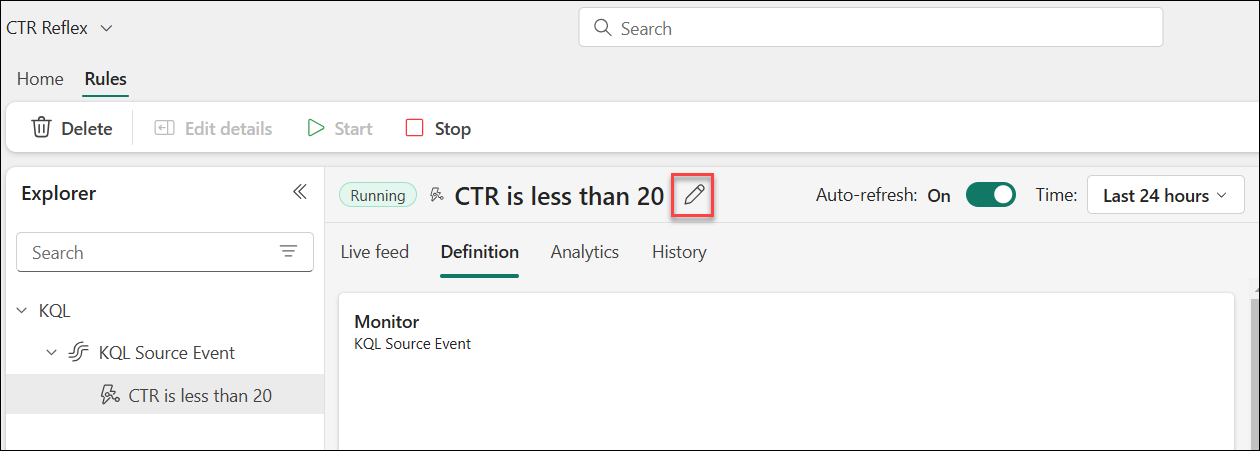 CTR Reflex
Search
Home Rules
Delete Edit details Start Stop
Explorer
Running CTR is less than 20 Auto-refresh: On Time: Last 24 hours
Search
Live feed Definition Analytics History
KQL
KQL Source Event
CTR is less than 20
Monitor
KQL Source Event